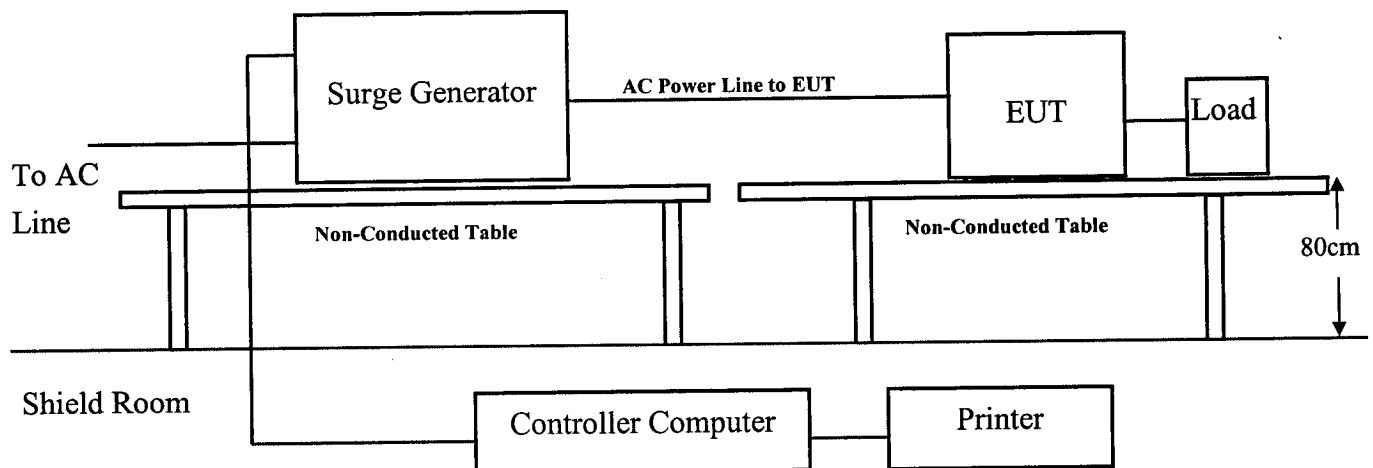 Surge Generator
AC Power Line to EUT
EUT
Load
To AC
Line
Non-Conducted Table
Non-Conducted Table
80cm
Shield Room
Controller Computer
Printer